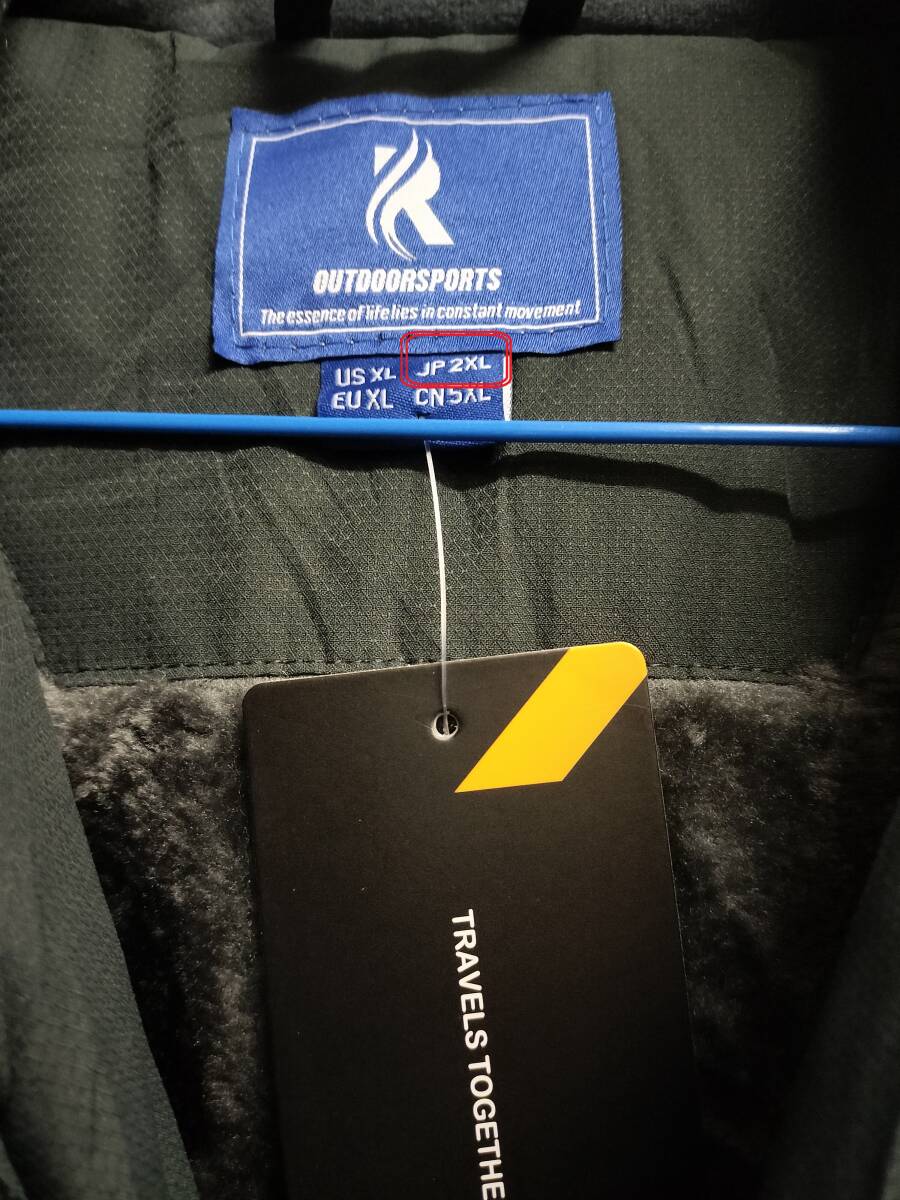 R
OUTDOORSPORTS
The essence of life lies in constant movement
US XL JP 2XL
EU XL CN 5XL
TRAVELS TOGETHE